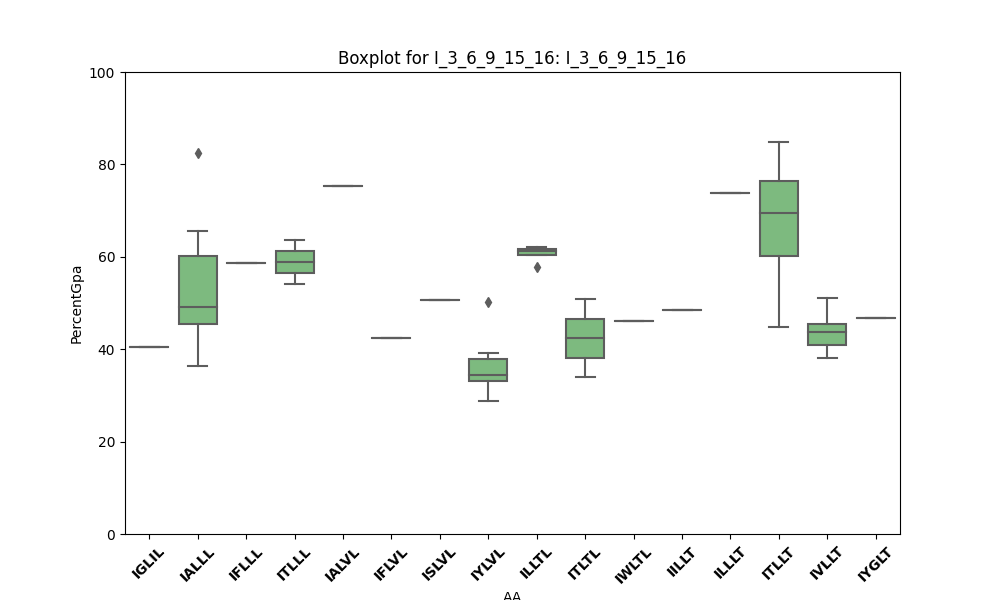 Boxplot for I_3_6_9_15_16: I_3_6_9_15_16
100
80
60
40
20
0
PercentGpa
IGLIL IALLL IFLLL ITLLL IALVL IFLVL ISLVL IYLVL ILLTL ITLTL IWLTL IILLT ILLLT ITLLT IVLLT IYGLT
AA